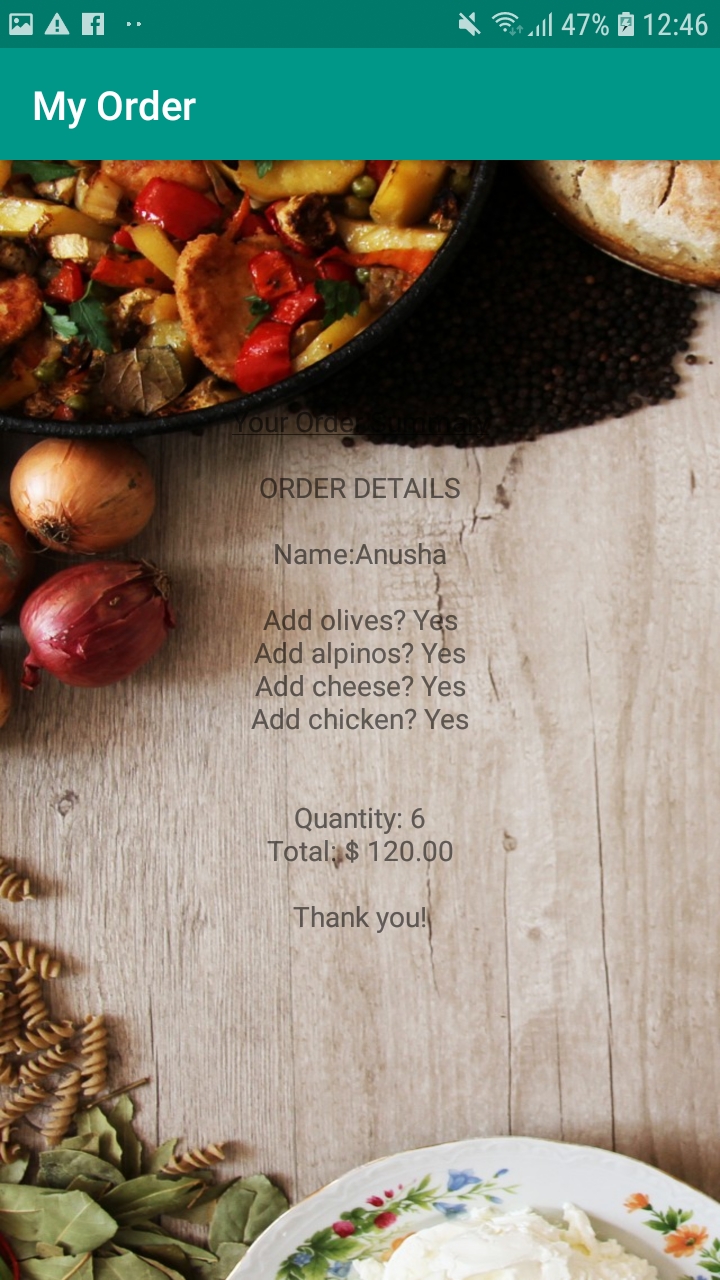 47% 12:46
My Order
Your Order Summary
ORDER DETAILS
Name:Anusha
Add olives? Yes
Add alpinos? Yes
Add cheese? Yes
Add chicken? Yes
Quantity: 6
Total: $ 120.00
Thank you!